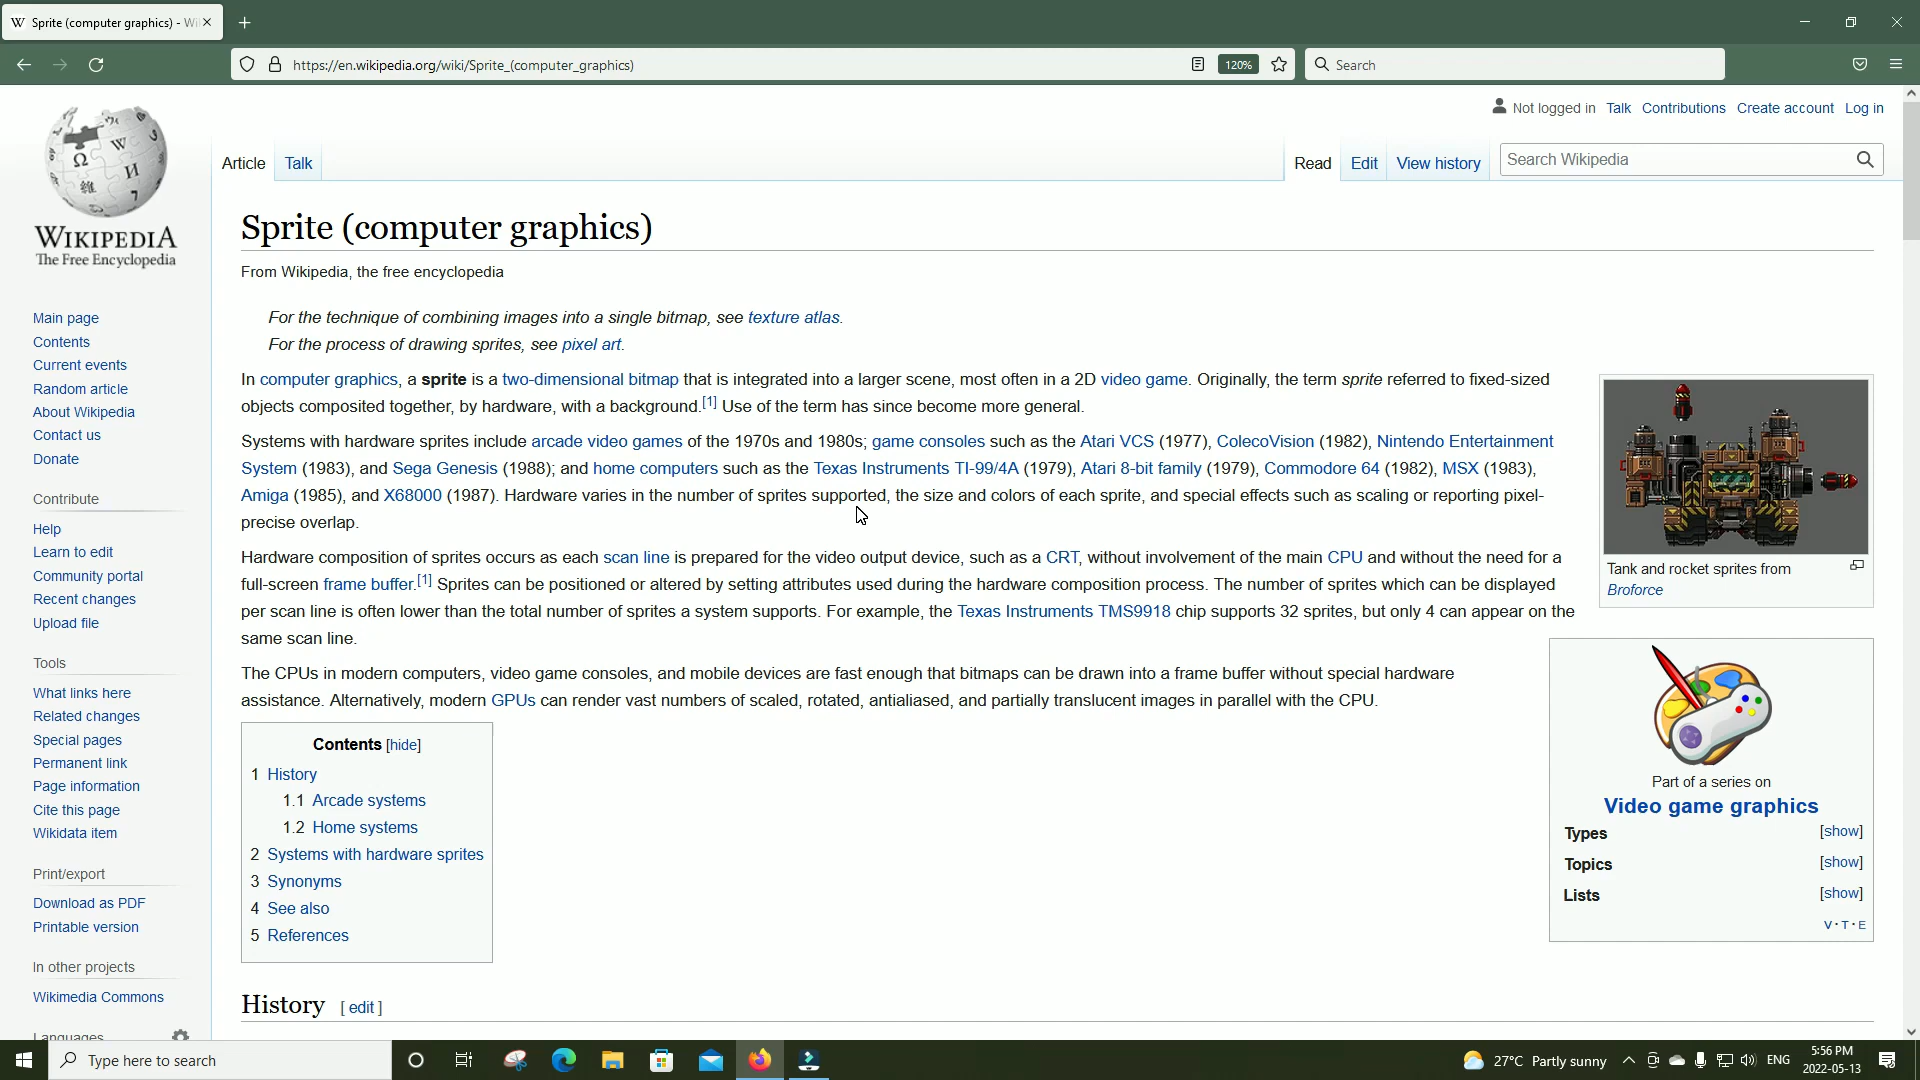 Sprite (computer graphics) - Wi
https://en.wikipedia.org/wiki/Sprite_(computer_graphics)
120%
Search
Not logged in Talk Contributions Create account Log in
Article Talk
Read Edit View history
Search Wikipedia
WIKIPEDIA
The Free Encyclopedia
Main page
Contents
Current events
Random article
About Wikipedia
Contact us
Donate
Contribute
Help
Learn to edit
Community portal
Recent changes
Upload file
Tools
What links here
Related changes
Special pages
Permanent link
Page information
Cite this page
Wikidata item
Print/export
Download as PDF
Printable version
In other projects
Wikimedia Commons
Languages
Sprite (computer graphics)
From Wikipedia, the free encyclopedia
For the technique of combining images into a single bitmap, see texture atlas.
For the process of drawing sprites, see pixel art.
In computer graphics, a sprite is a two-dimensional bitmap that is integrated into a larger scene, most often in a 2D video game. Originally, the term sprite referred to fixed-sized
objects composited together, by hardware, with a background.[1] Use of the term has since become more general.
Systems with hardware sprites include arcade video games of the 1970s and 1980s; game consoles such as the Atari VCS (1977), ColecoVision (1982), Nintendo Entertainment
System (1983), and Sega Genesis (1988); and home computers such as the Texas Instruments TI-99/4A (1979), Atari 8-bit family (1979), Commodore 64 (1982), MSX (1983),
Amiga (1985), and X68000 (1987). Hardware varies in the number of sprites supported, the size and colors of each sprite, and special effects such as scaling or reporting pixel-
precise overlap.
Hardware composition of sprites occurs as each scan line is prepared for the video output device, such as a CRT, without involvement of the main CPU and without the need for a
full-screen frame buffer.[1] Sprites can be positioned or altered by setting attributes used during the hardware composition process. The number of sprites which can be displayed
per scan line is often lower than the total number of sprites a system supports. For example, the Texas Instruments TMS9918 chip supports 32 sprites, but only 4 can appear on the
same scan line.
The CPUs in modern computers, video game consoles, and mobile devices are fast enough that bitmaps can be drawn into a frame buffer without special hardware
assistance. Alternatively, modern GPUs can render vast numbers of scaled, rotated, antialiased, and partially translucent images in parallel with the CPU.
Tank and rocket sprites from
Broforce
Part of a series on
Video game graphics
Types [show]
Topics [show]
Lists [show]
V · T · E
Contents [hide]
1 History
1.1 Arcade systems
1.2 Home systems
2 Systems with hardware sprites
3 Synonyms
4 See also
5 References
History [ edit ]
Type here to search
27°C Partly sunny
ENG
5:56 PM
2022-05-13